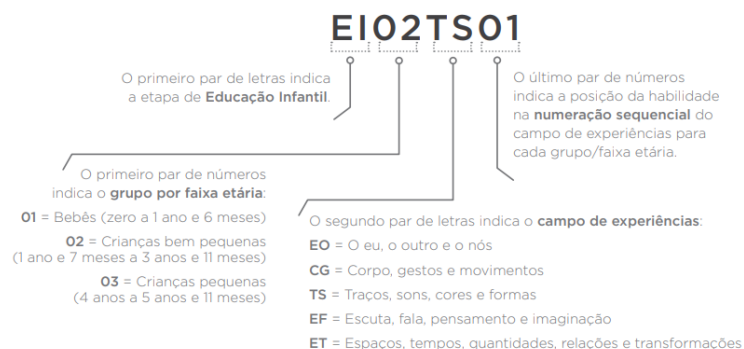 EI02TS01
O primeiro par de letras indica
a etapa de Educação Infantil.
O último par de números
indica a posição da habilidade
na numeração sequencial do
campo de experiências para
cada grupo/faixa etária.
O primeiro par de números
indica o grupo por faixa etária:
01 = Bebês (zero a 1 ano e 6 meses)
02 = Crianças bem pequenas
(1 ano e 7 meses a 3 anos e 11 meses)
03 = Crianças pequenas
(4 anos a 5 anos e 11 meses)
O segundo par de letras indica o campo de experiências:
EO = O eu, o outro e o nós
CG = Corpo, gestos e movimentos
TS = Traços, sons, cores e formas
EF = Escuta, fala, pensamento e imaginação
ET = Espaços, tempos, quantidades, relações e transformações